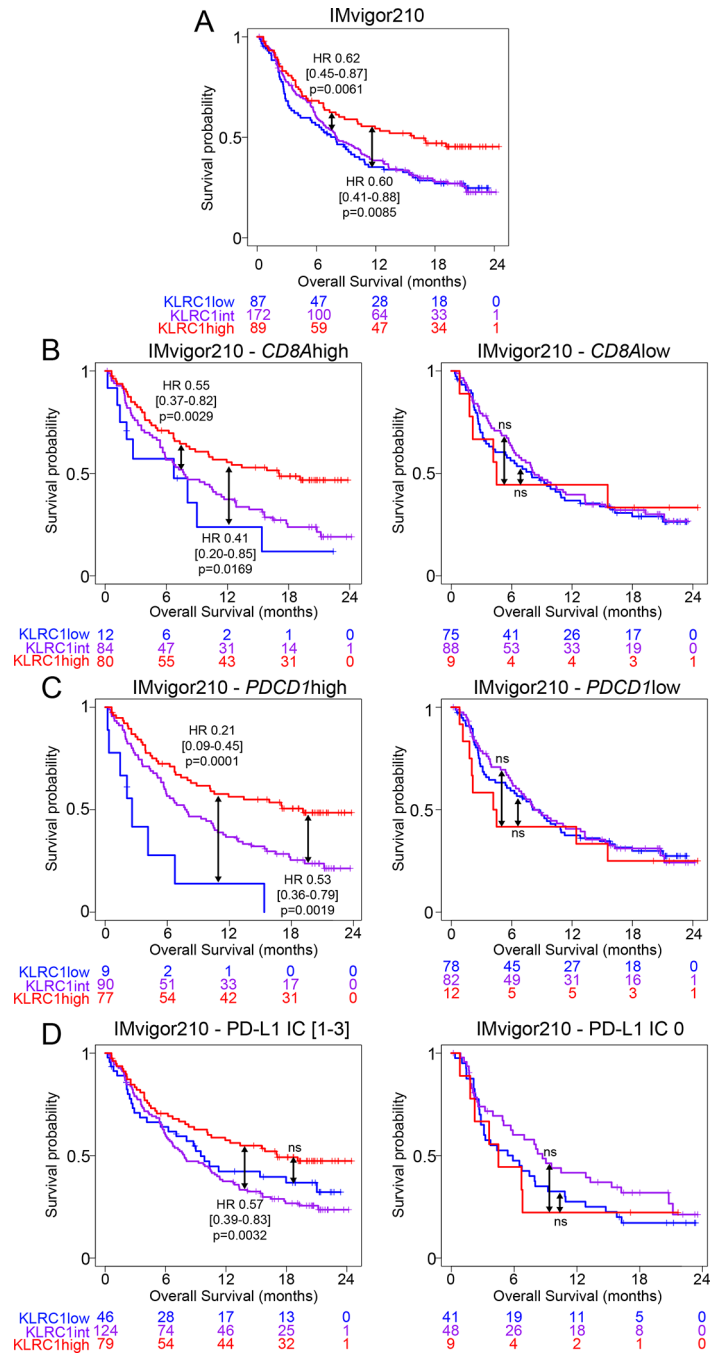 A
IMvigor210
Survival probability
1
0.5
0
HR 0.62
[0.45-0.87]
p=0.0061
HR 0.60
[0.41-0.88]
p=0.0085
0 6 12 18 24
Overall Survival (months)
KLRC1low 87 47 28 18 0
KLRC1int 172 100 64 33 1
KLRC1high 89 59 47 34 1
B
IMvigor210 - CD8Ahigh
Survival probability
1
0.5
0
HR 0.55
[0.37-0.82]
p=0.0029
HR 0.41
[0.20-0.85]
p=0.0169
0 6 12 18 24
Overall Survival (months)
KLRC1low 12 6 2 1 0
KLRC1int 84 47 31 14 1
KLRC1high 80 55 43 31 0
IMvigor210 - CD8Alow
Survival probability
1
0.5
0
ns
ns
0 6 12 18 24
Overall Survival (months)
75 41 26 17 0
88 53 33 19 0
9 4 4 3 1
C
IMvigor210 - PDCD1high
Survival probability
1
0.5
0
HR 0.21
[0.09-0.45]
p=0.0001
HR 0.53
[0.36-0.79]
p=0.0019
0 6 12 18 24
Overall Survival (months)
KLRC1low 9 2 1 0 0
KLRC1int 90 51 33 17 0
KLRC1high 77 54 42 31 0
IMvigor210 - PDCD1low
Survival probability
1
0.5
0
ns
ns
0 6 12 18 24
Overall Survival (months)
78 45 27 18 0
82 49 31 16 1
12 5 5 3 1
D
IMvigor210 - PD-L1 IC [1-3]
Survival probability
1
0.5
0
ns
HR 0.57
[0.39-0.83]
p=0.0032
0 6 12 18 24
Overall Survival (months)
KLRC1low 46 28 17 13 0
KLRC1int 124 74 46 25 1
KLRC1high 79 54 44 32 1
IMvigor210 - PD-L1 IC 0
Survival probability
1
0.5
0
ns
ns
0 6 12 18 24
Overall Survival (months)
41 19 11 5 0
48 26 18 8 0
9 4 2 1 0